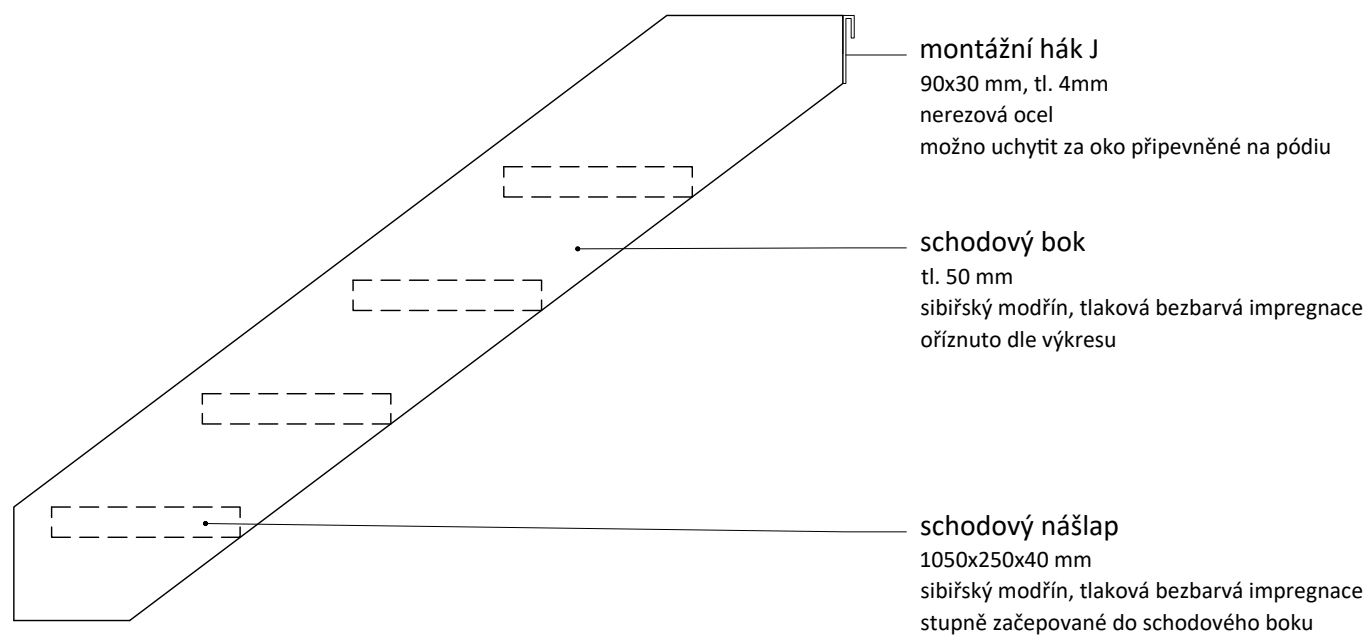 montážní hák J
90x30 mm, tl. 4mm
nerezová ocel
možno uchytit za oko připevněné na pódiu
schodový bok
tl. 50 mm
sibiřský modřín, tlaková bezbarvá impregnace
oříznuto dle výkresu
schodový nášlap
1050x250x40 mm
sibiřský modřín, tlaková bezbarvá impregnace
stupně začepované do schodového boku